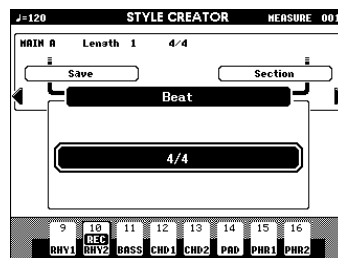 ♩=120 STYLE CREATOR MEASURE 001
MAIN A Length 1 4/4
Save Section
Beat
4/4
9 10 11 12 13 14 15 16
REC
RHY1 RHY2 BASS CHD1 CHD2 PAD PHR1 PHR2